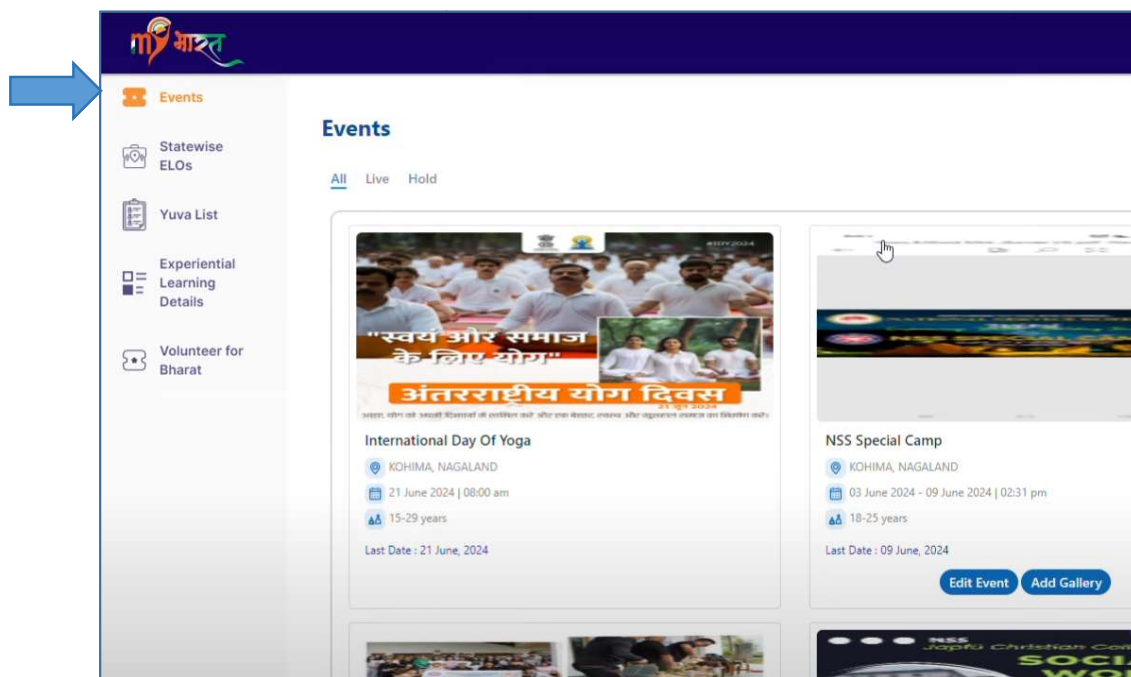 my भारत
Events
Statewise
ELOs
Yuva List
Experiential
Learning
Details
Volunteer for
Bharat
Events
All Live Hold
#IDY2024
"स्वयं और समाज
के लिए योग"
अंतरराष्ट्रीय योग दिवस
21 जून 2024
International Day Of Yoga
KOHIMA, NAGALAND
21 June 2024 | 08:00 am
15-29 years
Last Date : 21 June, 2024
NSS Special Camp
KOHIMA, NAGALAND
03 June 2024 - 09 June 2024 | 02:31 pm
18-25 years
Last Date : 09 June, 2024
Edit Event Add Gallery
NSS
Japfü Christian